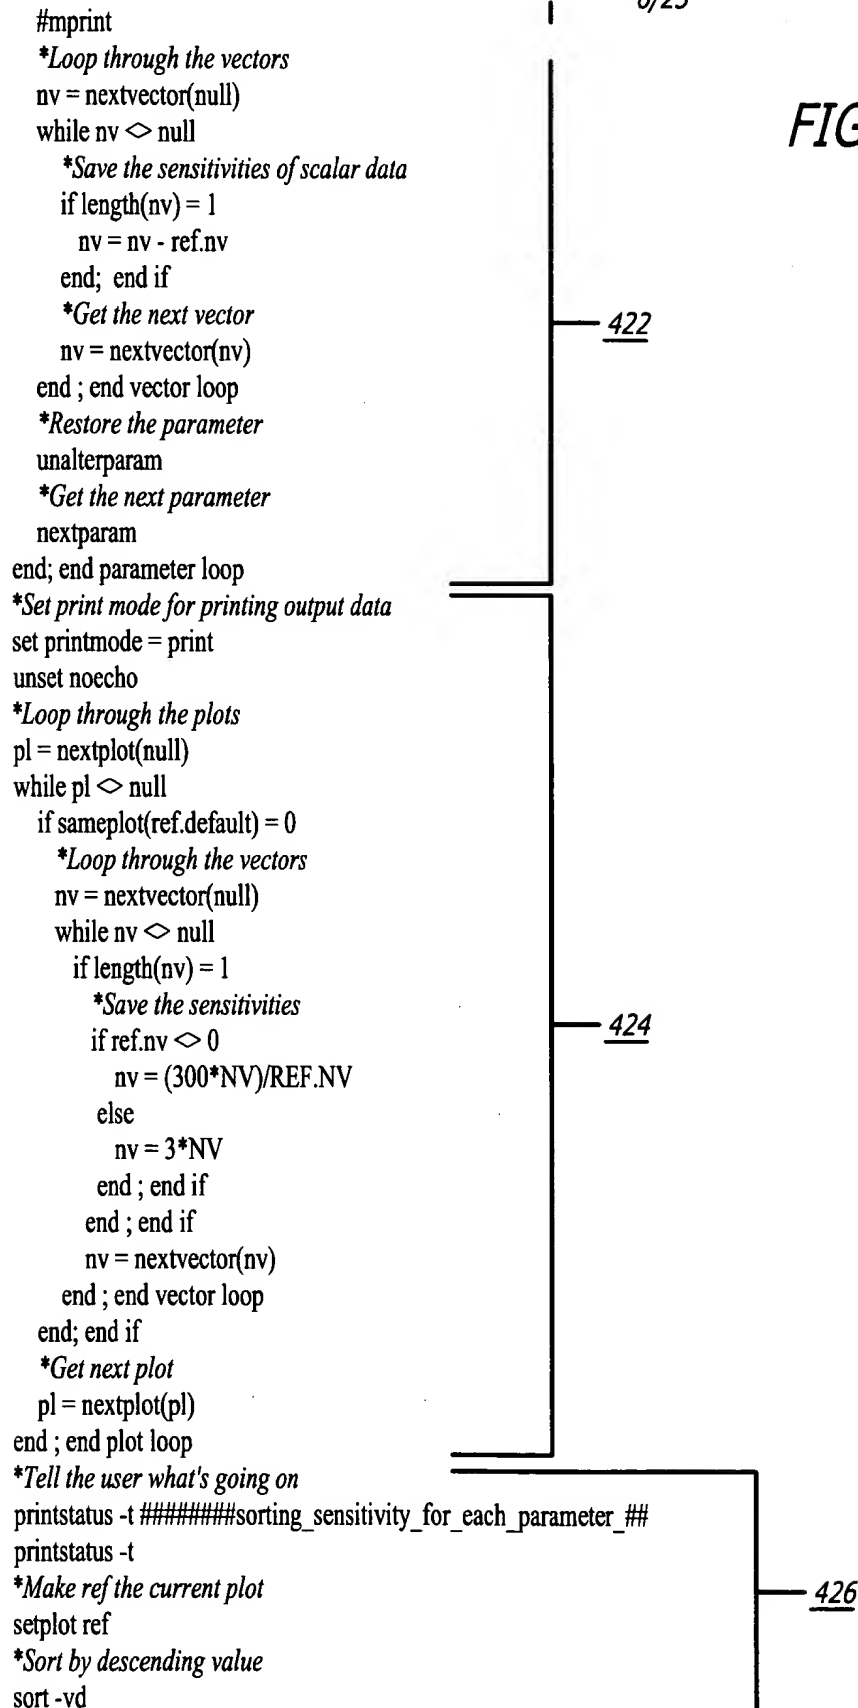 6/25
FIG
#mprint
*Loop through the vectors
nv = nextvector(null)
while nv <> null
*Save the sensitivities of scalar data
if length(nv) = 1
nv = nv - ref.nv
end; end if
*Get the next vector
nv = nextvector(nv)
end ; end vector loop
*Restore the parameter
unalterparam
*Get the next parameter
nextparam
end; end parameter loop
422
*Set print mode for printing output data
set printmode = print
unset noecho
*Loop through the plots
pl = nextplot(null)
while pl <> null
if sameplot(ref.default) = 0
*Loop through the vectors
nv = nextvector(null)
while nv <> null
if length(nv) = 1
*Save the sensitivities
if ref.nv <> 0
nv = (300*NV)/REF.NV
else
nv = 3*NV
end ; end if
end ; end if
nv = nextvector(nv)
end ; end vector loop
end; end if
*Get next plot
pl = nextplot(pl)
end ; end plot loop
424
*Tell the user what's going on
printstatus -t ########sorting_sensitivity_for_each_parameter_##
printstatus -t
*Make ref the current plot
setplot ref
*Sort by descending value
sort -vd
426